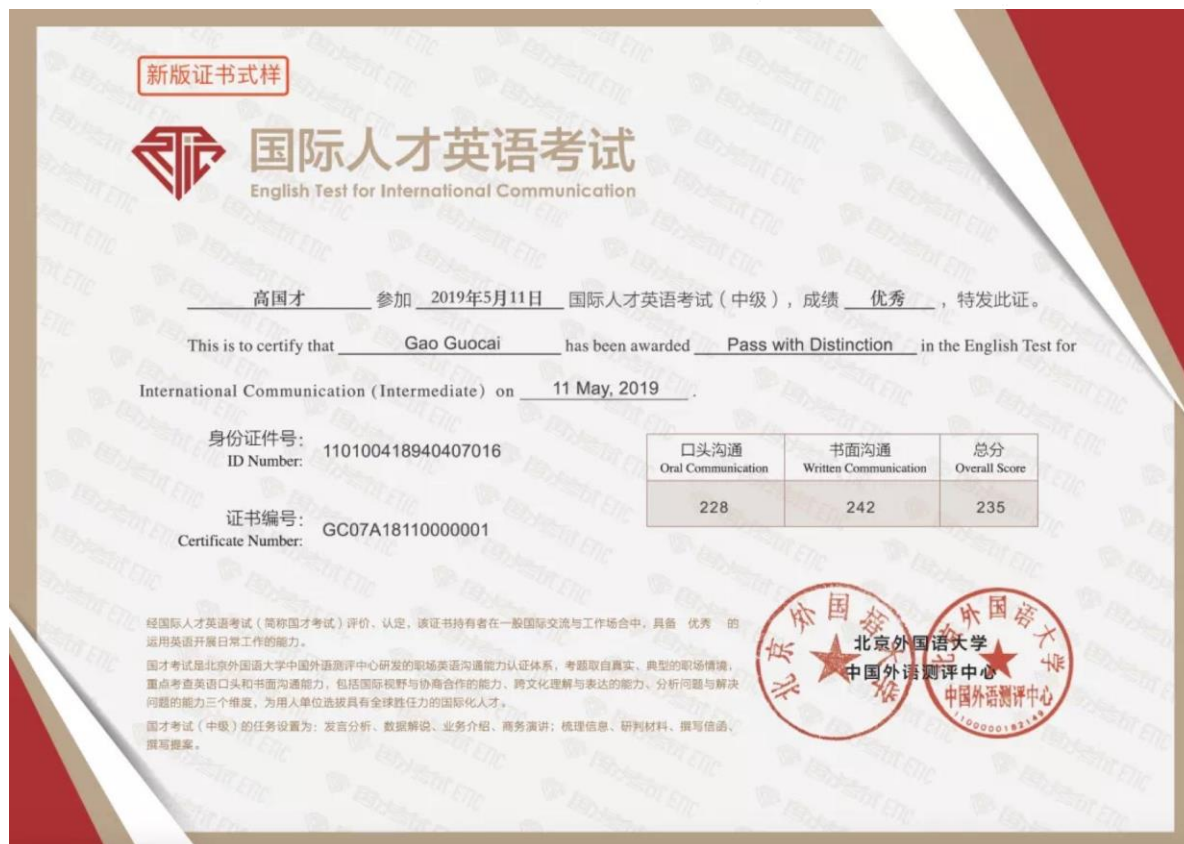 新版证书式样
ETIC
国际人才英语考试
English Test for International Communication
高国才 参加 2019年5月11日 国际人才英语考试（中级），成绩 优秀 ，特发此证。
This is to certify that Gao Guocai has been awarded Pass with Distinction in the English Test for
International Communication (Intermediate) on 11 May, 2019 .
身份证件号：
ID Number:
110100418940407016
证书编号：
Certificate Number:
GC07A18110000001
口头沟通 书面沟通 总分
Oral Communication Written Communication Overall Score
228 242 235
经国际人才英语考试（简称国才考试）评价、认定，该证书持有者在一般国际交流与工作场合中，具备 优秀 的
运用英语开展日常工作的能力。
国才考试是北京外国语大学中国外语测评中心研发的职场英语沟通能力认证体系，考题取自真实、典型的职场情境，
重点考查英语口头和书面沟通能力，包括国际视野与协商合作的能力、跨文化理解与表达的能力、分析问题与解决
问题的能力三个维度，为用人单位选拔具有全球胜任力的国际化人才。
国才考试（中级）的任务设置为：发言分析、数据解说、业务介绍、商务演讲；梳理信息、研判材料、撰写信函、
撰写提案。
北京外国语大学
中国外语测评中心
北京外国语大学
北京外国语大学
中国外语测评中心
1100000182149